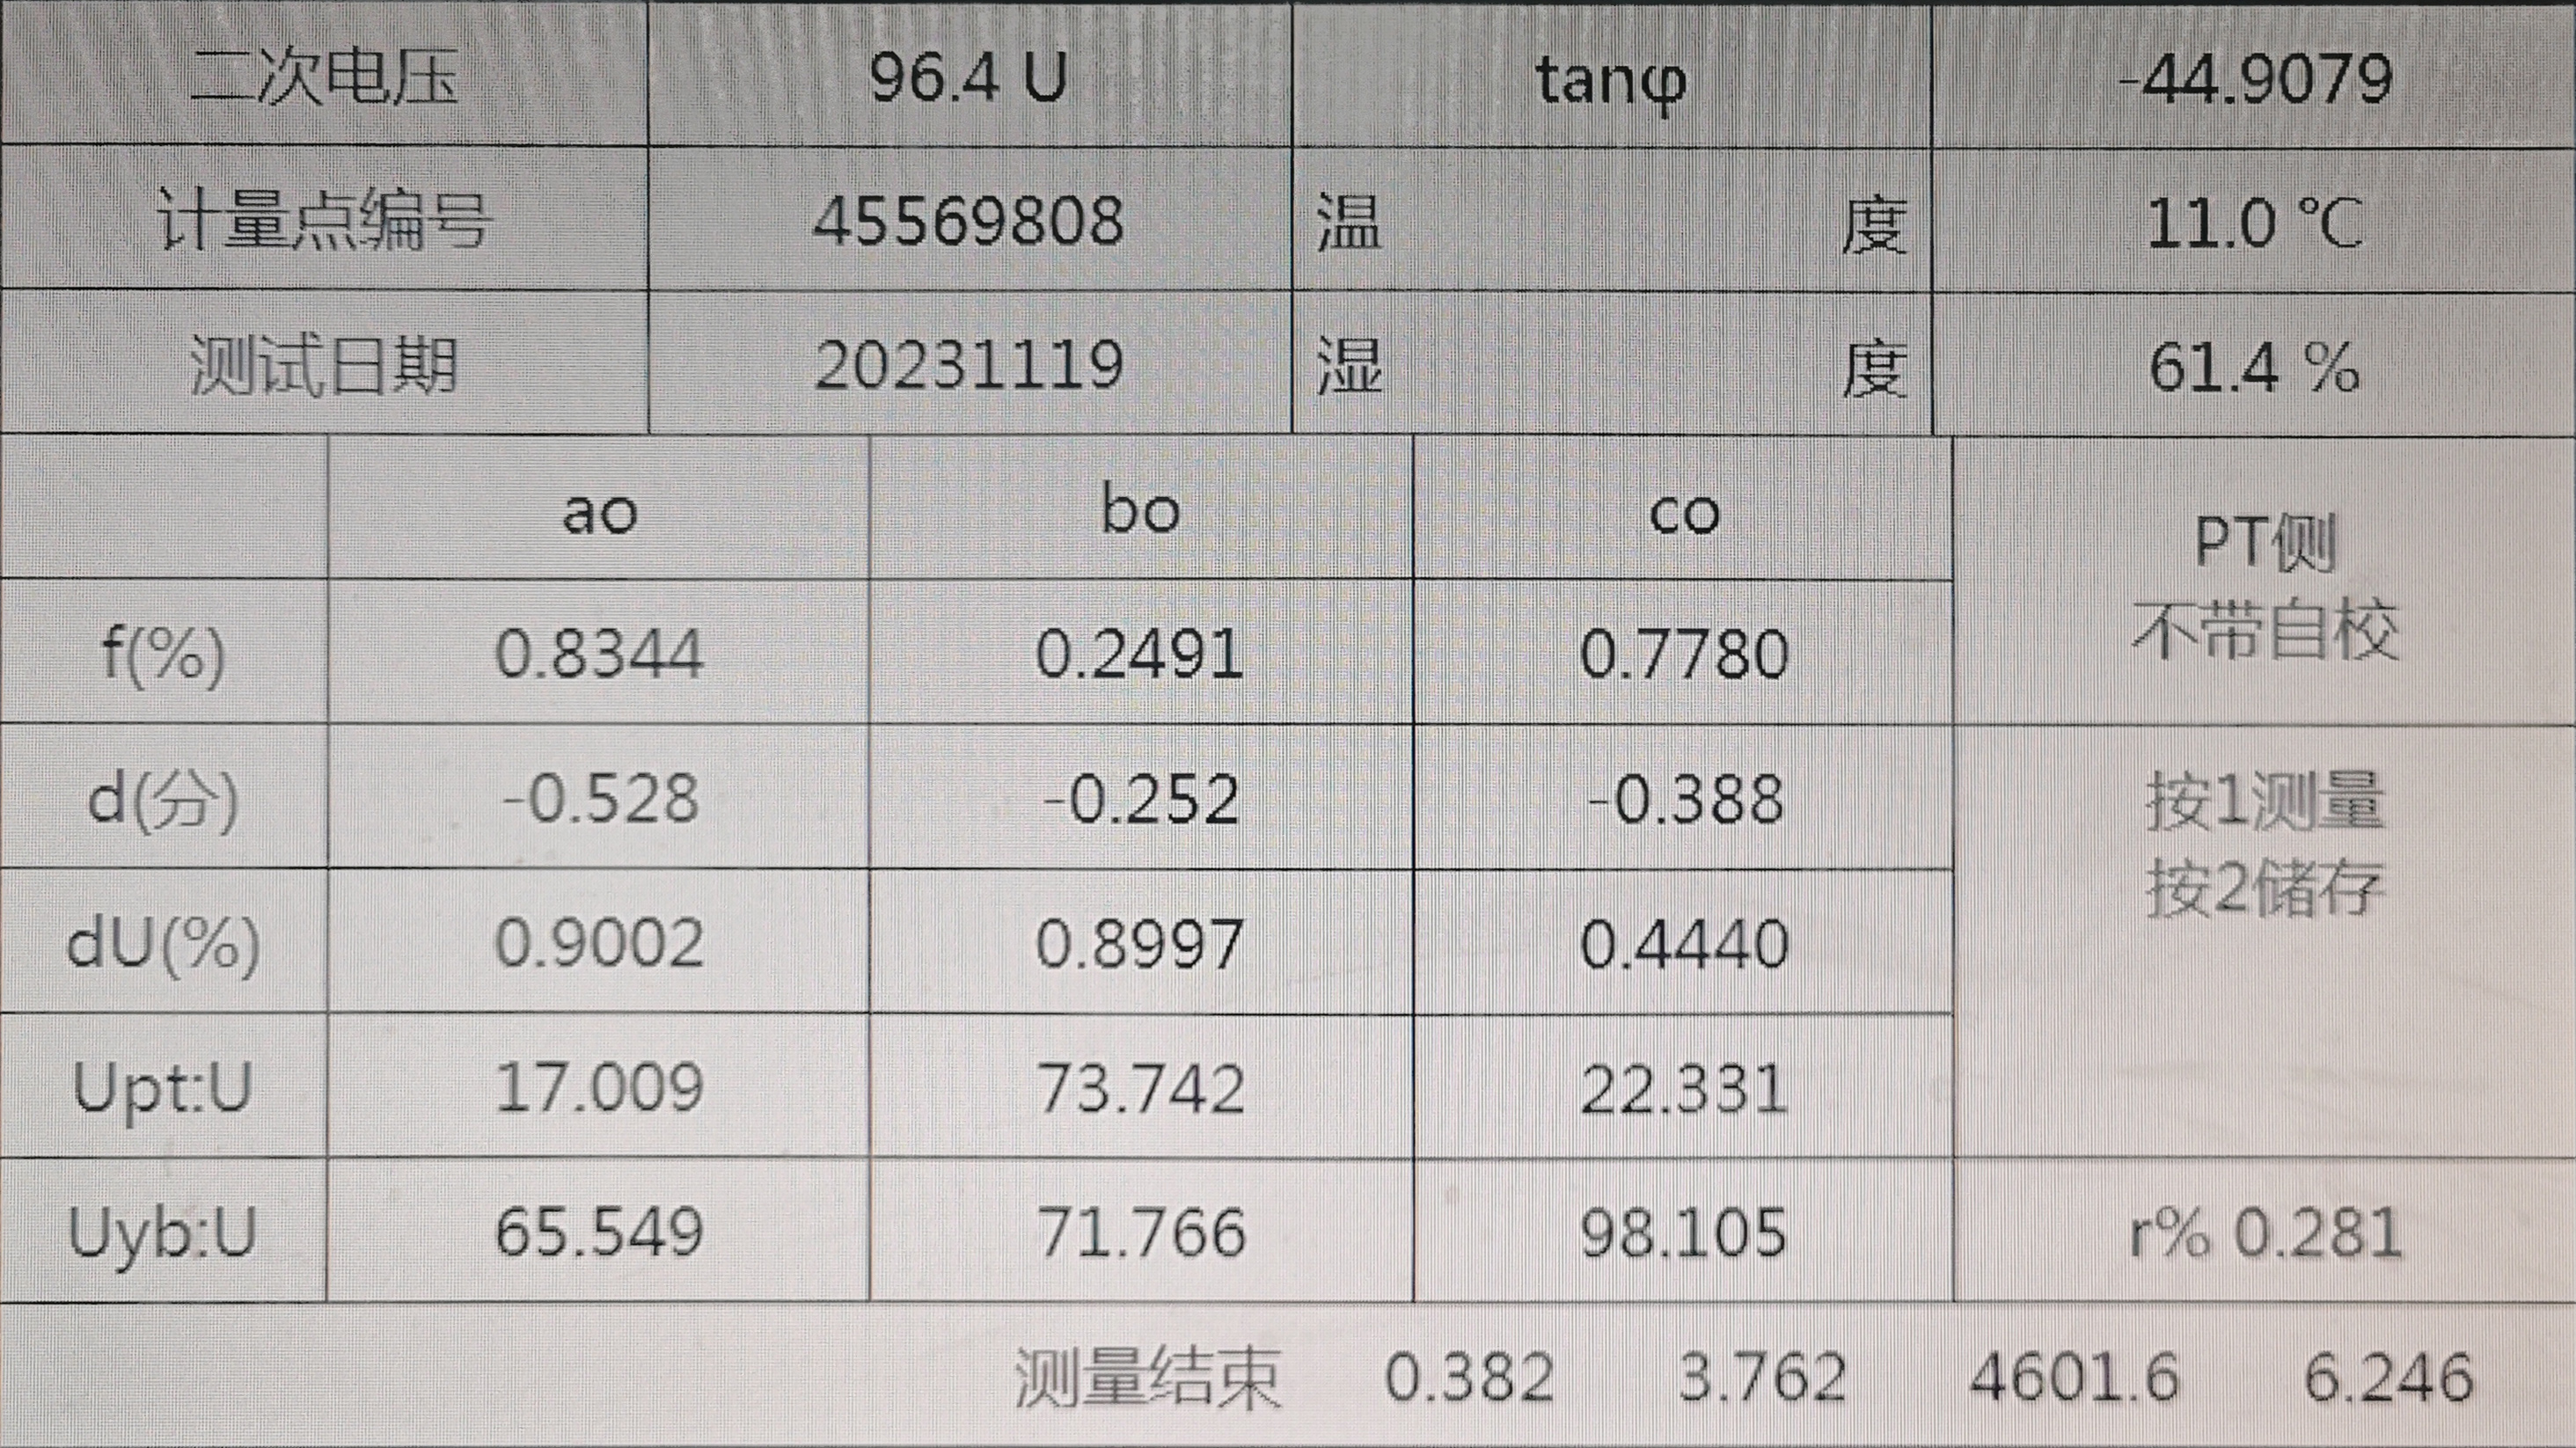 二次电压 96.4 U tanφ -44.9079
计量点编号 45569808 温 度 11.0 ℃
测试日期 20231119 湿 度 61.4 %
ao bo co PT侧
不带自校
f(%) 0.8344 0.2491 0.7780
d(分) -0.528 -0.252 -0.388 按1测量
按2储存
dU(%) 0.9002 0.8997 0.4440
Upt:U 17.009 73.742 22.331
Uyb:U 65.549 71.766 98.105 r% 0.281
测量结束 0.382 3.762 4601.6 6.246